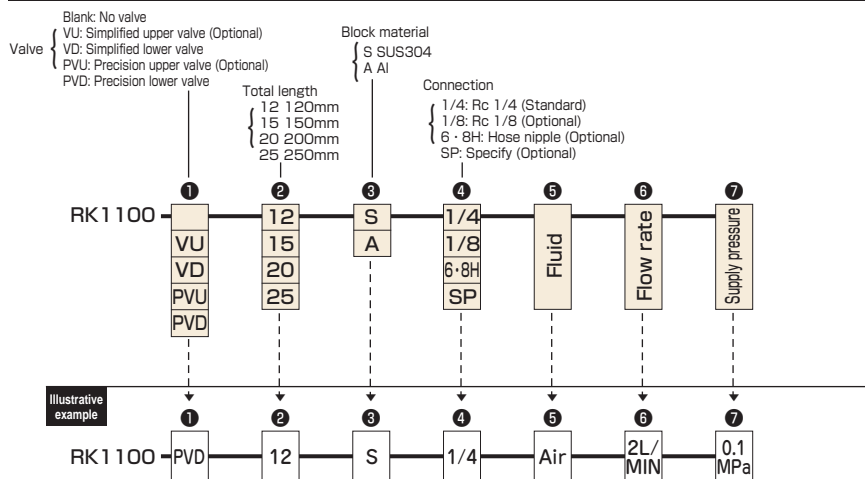 Blank: No valve
VU: Simplified upper valve (Optional)
Valve { VD: Simplified lower valve
PVU: Precision upper valve (Optional)
PVD: Precision lower valve
Block material
S SUS304
A Al
Total length
12 120mm
15 150mm
20 200mm
25 250mm
Connection
1/4: Rc 1/4 (Standard)
1/8: Rc 1/8 (Optional)
6・8H: Hose nipple (Optional)
SP: Specify (Optional)
❶ ❷ ❸ ❹ ❺ ❻ ❼
RK1100 12 S 1/4 Fluid Flow rate Supply pressure
VU 15 A 1/8
VD 20 6・8H
PVU 25 SP
PVD
Illustrative
example
❶ ❷ ❸ ❹ ❺ ❻ ❼
RK1100 PVD 12 S 1/4 Air 2L/MIN 0.1 MPa